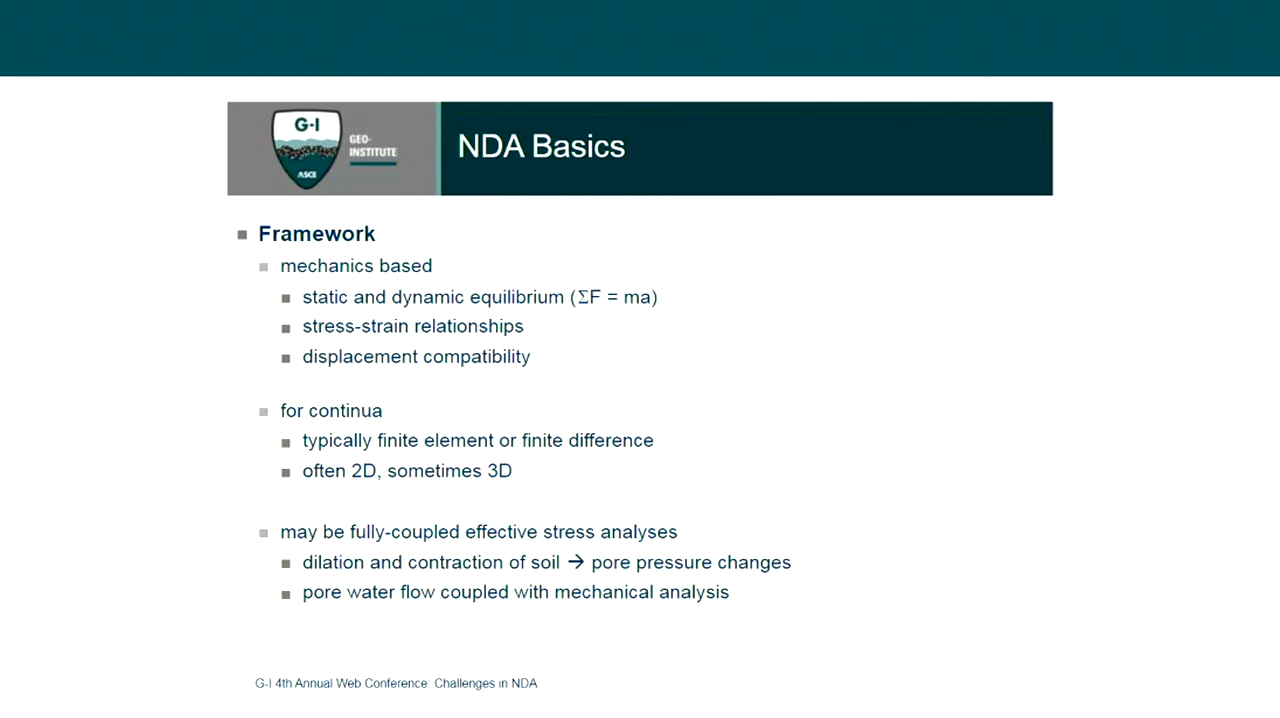 G-I
GEO-
INSTITUTE
ASCE
NDA Basics
Framework
mechanics based
static and dynamic equilibrium (ΣF = ma)
stress-strain relationships
displacement compatibility
for continua
typically finite element or finite difference
often 2D, sometimes 3D
may be fully-coupled effective stress analyses
dilation and contraction of soil → pore pressure changes
pore water flow coupled with mechanical analysis
G-I 4th Annual Web Conference: Challenges in NDA